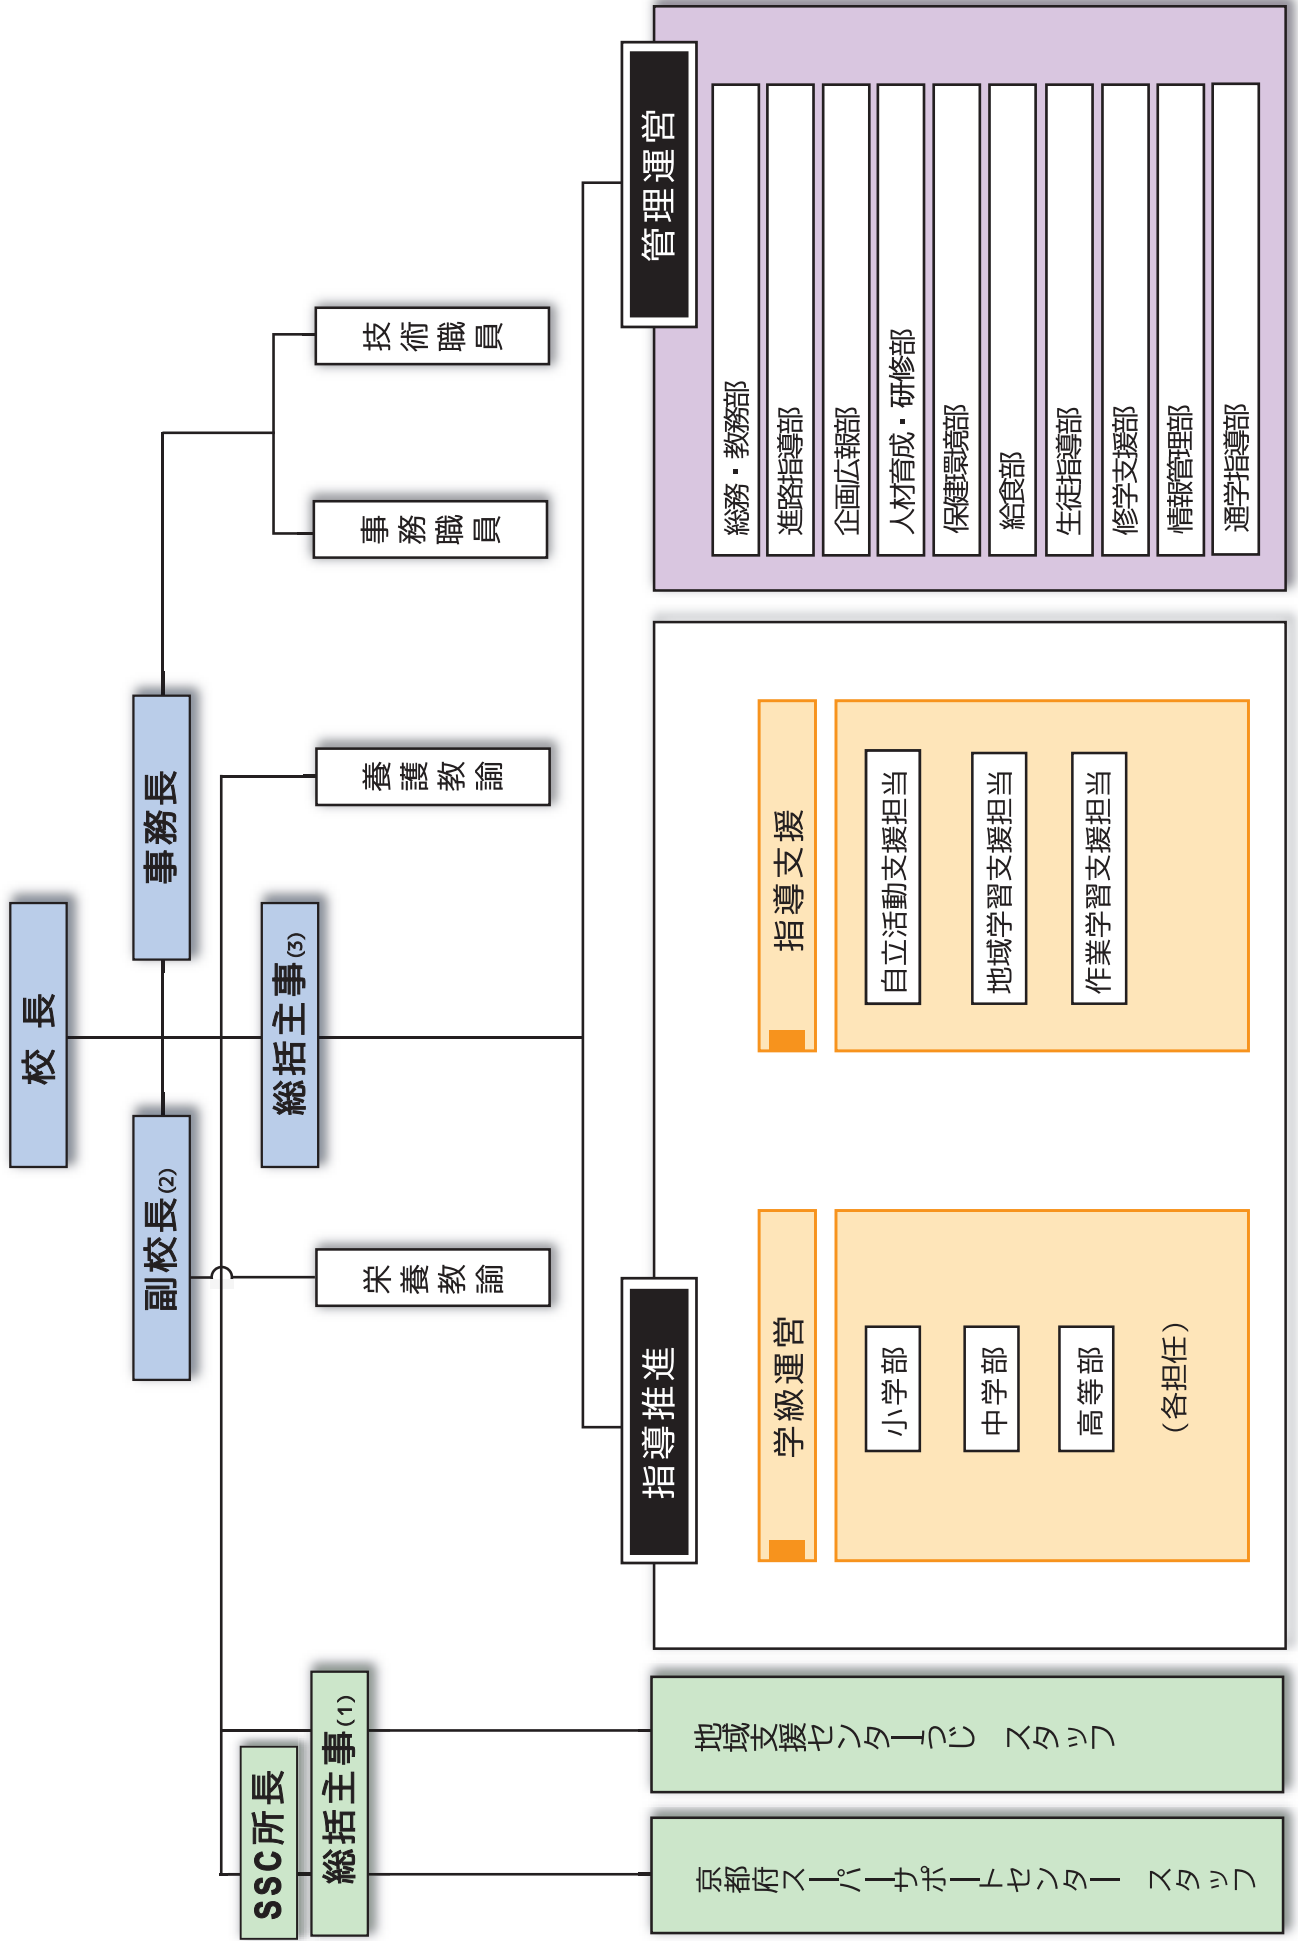 校 長
事務長
副校長(2)
総括主事(3)
技術職員
事務職員
養護教諭
栄養教諭
SSC所長
総括主事(1)
管理運営
総務・教務部
進路指導部
企画広報部
人材育成・研修部
保健環境部
給食部
生徒指導部
修学支援部
情報管理部
通学指導部
指導推進
指導支援
自立活動支援担当
地域学習支援担当
作業学習支援担当
学級運営
小学部
中学部
高等部
（各担任）
地域支援センターつむじ スタッフ
京都府スーパーサポートセンター スタッフ